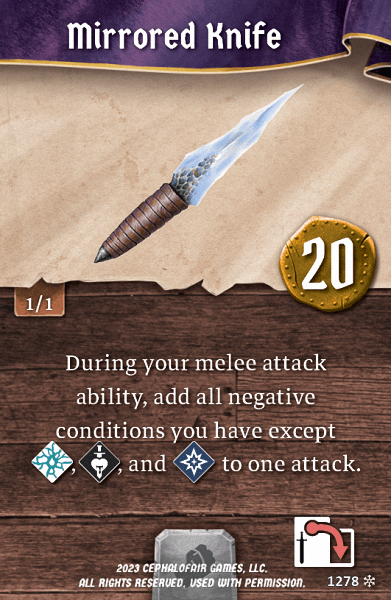 Mirrored Knife
20
1/1
During your melee attack
ability, add all negative
conditions you have except
, , and to one attack.
2023 CEPHALOFAIR GAMES, LLC.
ALL RIGHTS RESERVED. USED WITH PERMISSION.
1278